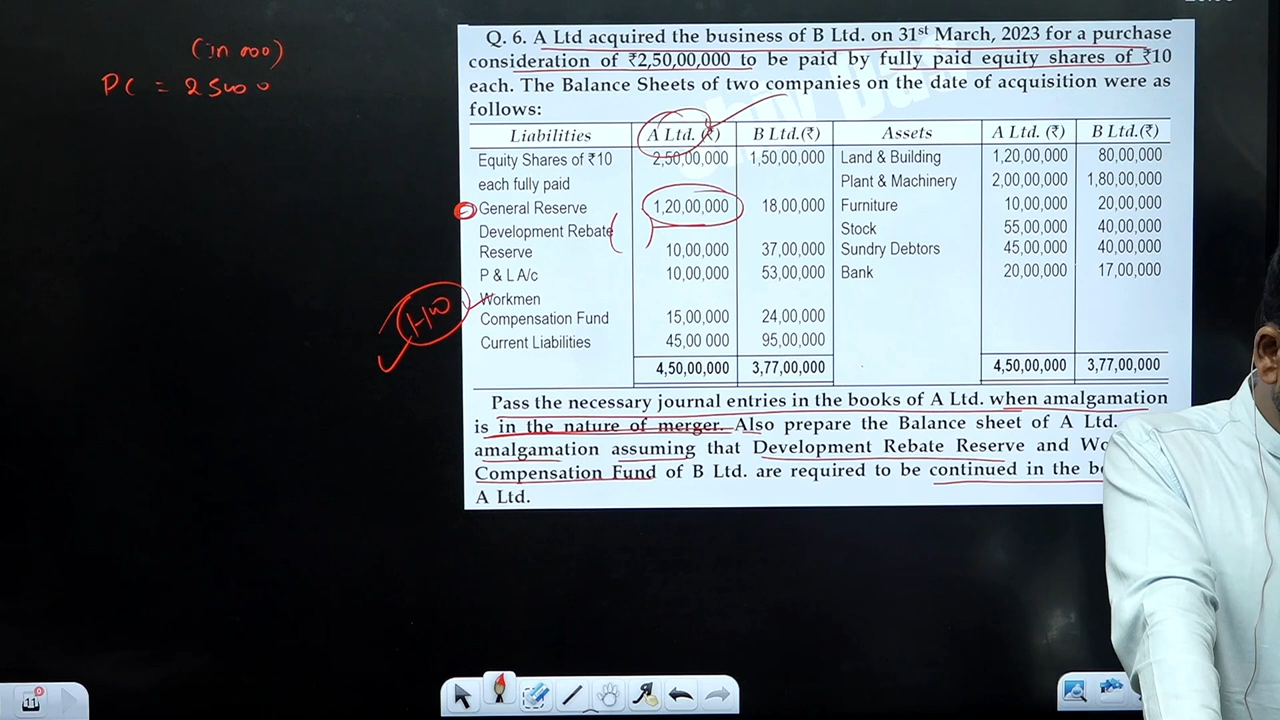 (in 000)
PC = 25000
Q. 6. A Ltd acquired the business of B Ltd. on 31st March, 2023 for a purchase
consideration of ₹2,50,00,000 to be paid by fully paid equity shares of ₹10
each. The Balance Sheets of two companies on the date of acquisition were as
follows:
Liabilities A Ltd. (₹) B Ltd.(₹) Assets A Ltd. (₹) B Ltd.(₹)
Equity Shares of ₹10 2,50,00,000 1,50,00,000 Land & Building 1,20,00,000 80,00,000
each fully paid Plant & Machinery 2,00,00,000 1,80,00,000
General Reserve 1,20,00,000 18,00,000 Furniture 10,00,000 20,00,000
Development Rebate Stock 55,00,000 40,00,000
Reserve 10,00,000 37,00,000 Sundry Debtors 45,00,000 40,00,000
P & L A/c 10,00,000 53,00,000 Bank 20,00,000 17,00,000
Workmen
Compensation Fund 15,00,000 24,00,000
Current Liabilities 45,00 000 95,00,000
4,50,00,000 3,77,00,000 4,50,00,000 3,77,00,000
HW
Pass the necessary journal entries in the books of A Ltd. when amalgamation
is in the nature of merger. Also prepare the Balance sheet of A Ltd.
amalgamation assuming that Development Rebate Reserve and
Compensation Fund of B Ltd. are required to be continued in the
A Ltd.
11